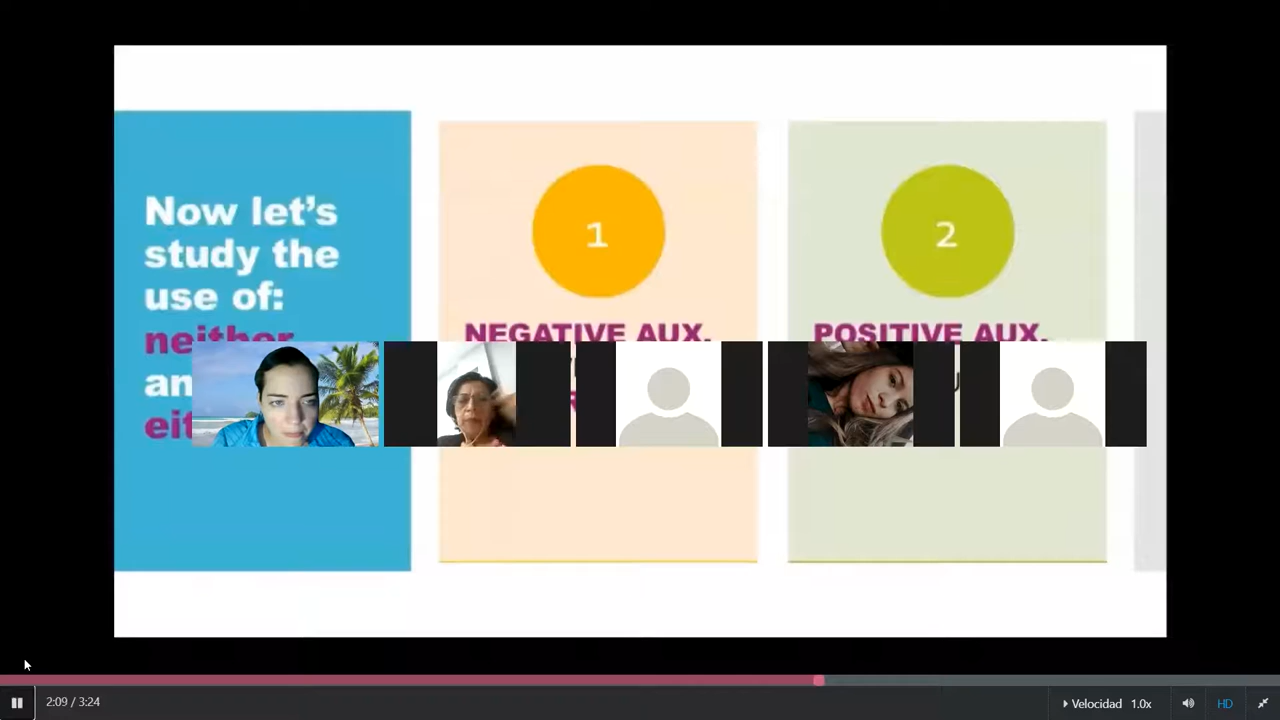 Now let's
study the
use of:
neither
1
NEGATIVE AUX.
2
POSITIVE AUX.
2:09 / 3:24
Velocidad 1.0x
HD